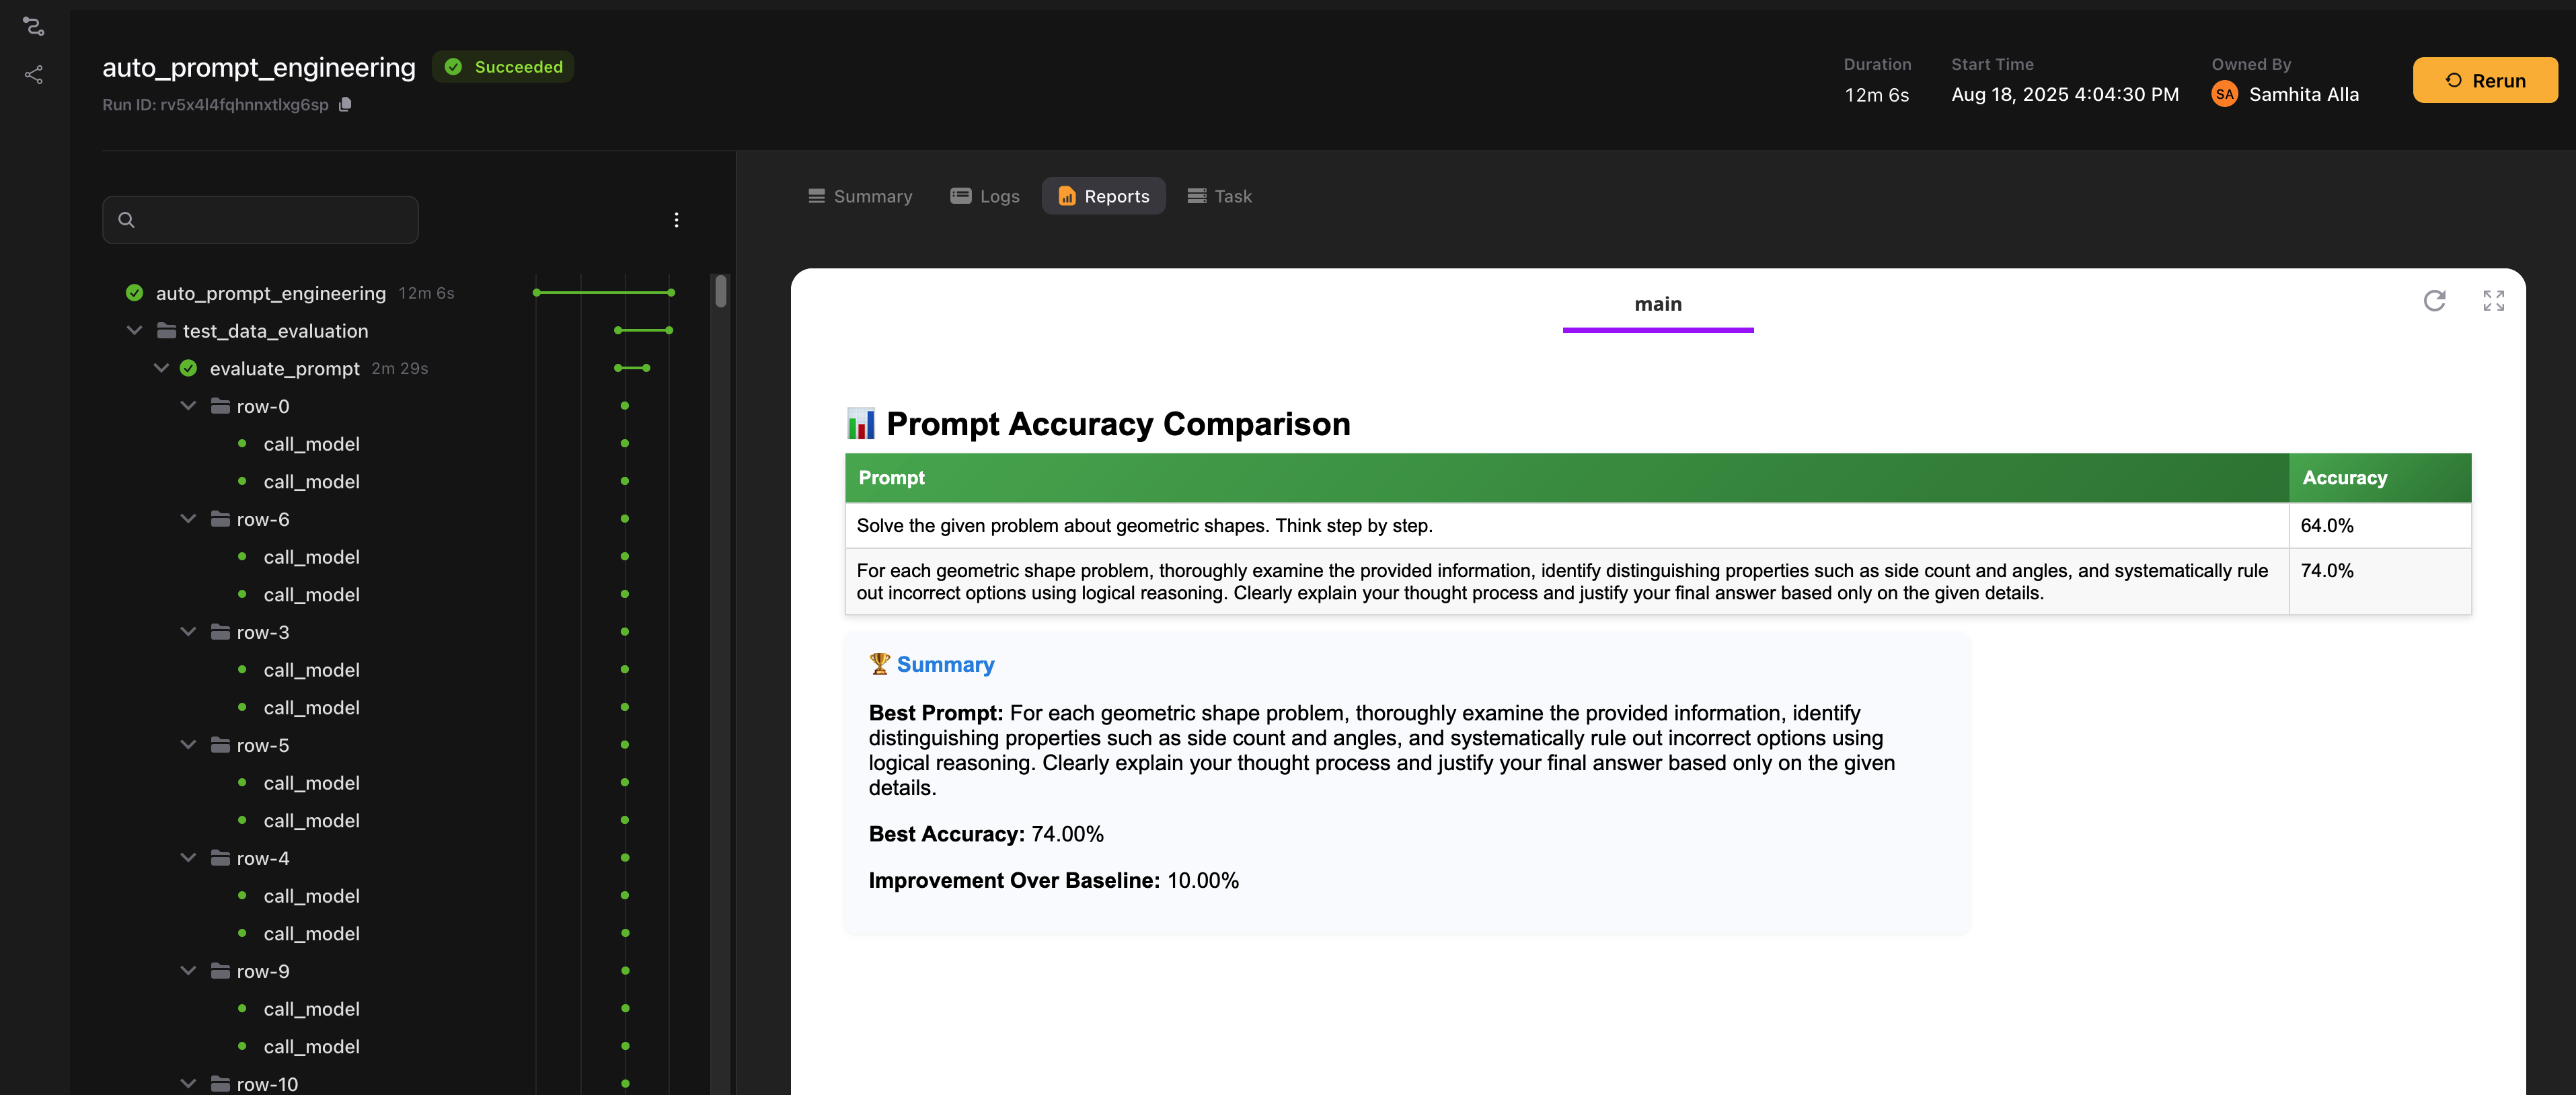 auto_prompt_engineering
Succeeded
Run ID: rv5x4l4fqhnnxtlxg6sp
Duration
12m 6s
Start Time
Aug 18, 2025 4:04:30 PM
Owned By
SA
Samhita Alla
Rerun
auto_prompt_engineering 12m 6s
test_data_evaluation
evaluate_prompt 2m 29s
row-0
call_model
call_model
row-6
call_model
call_model
row-3
call_model
call_model
row-5
call_model
call_model
row-4
call_model
call_model
row-9
call_model
call_model
row-10
Summary
Logs
Reports
Task
main
Prompt Accuracy Comparison
Prompt
Accuracy
Solve the given problem about geometric shapes. Think step by step.
64.0%
For each geometric shape problem, thoroughly examine the provided information, identify distinguishing properties such as side count and angles, and systematically rule
out incorrect options using logical reasoning. Clearly explain your thought process and justify your final answer based only on the given details.
74.0%
Summary
Best Prompt: For each geometric shape problem, thoroughly examine the provided information, identify
distinguishing properties such as side count and angles, and systematically rule out incorrect options using
logical reasoning. Clearly explain your thought process and justify your final answer based only on the given
details.
Best Accuracy: 74.00%
Improvement Over Baseline: 10.00%